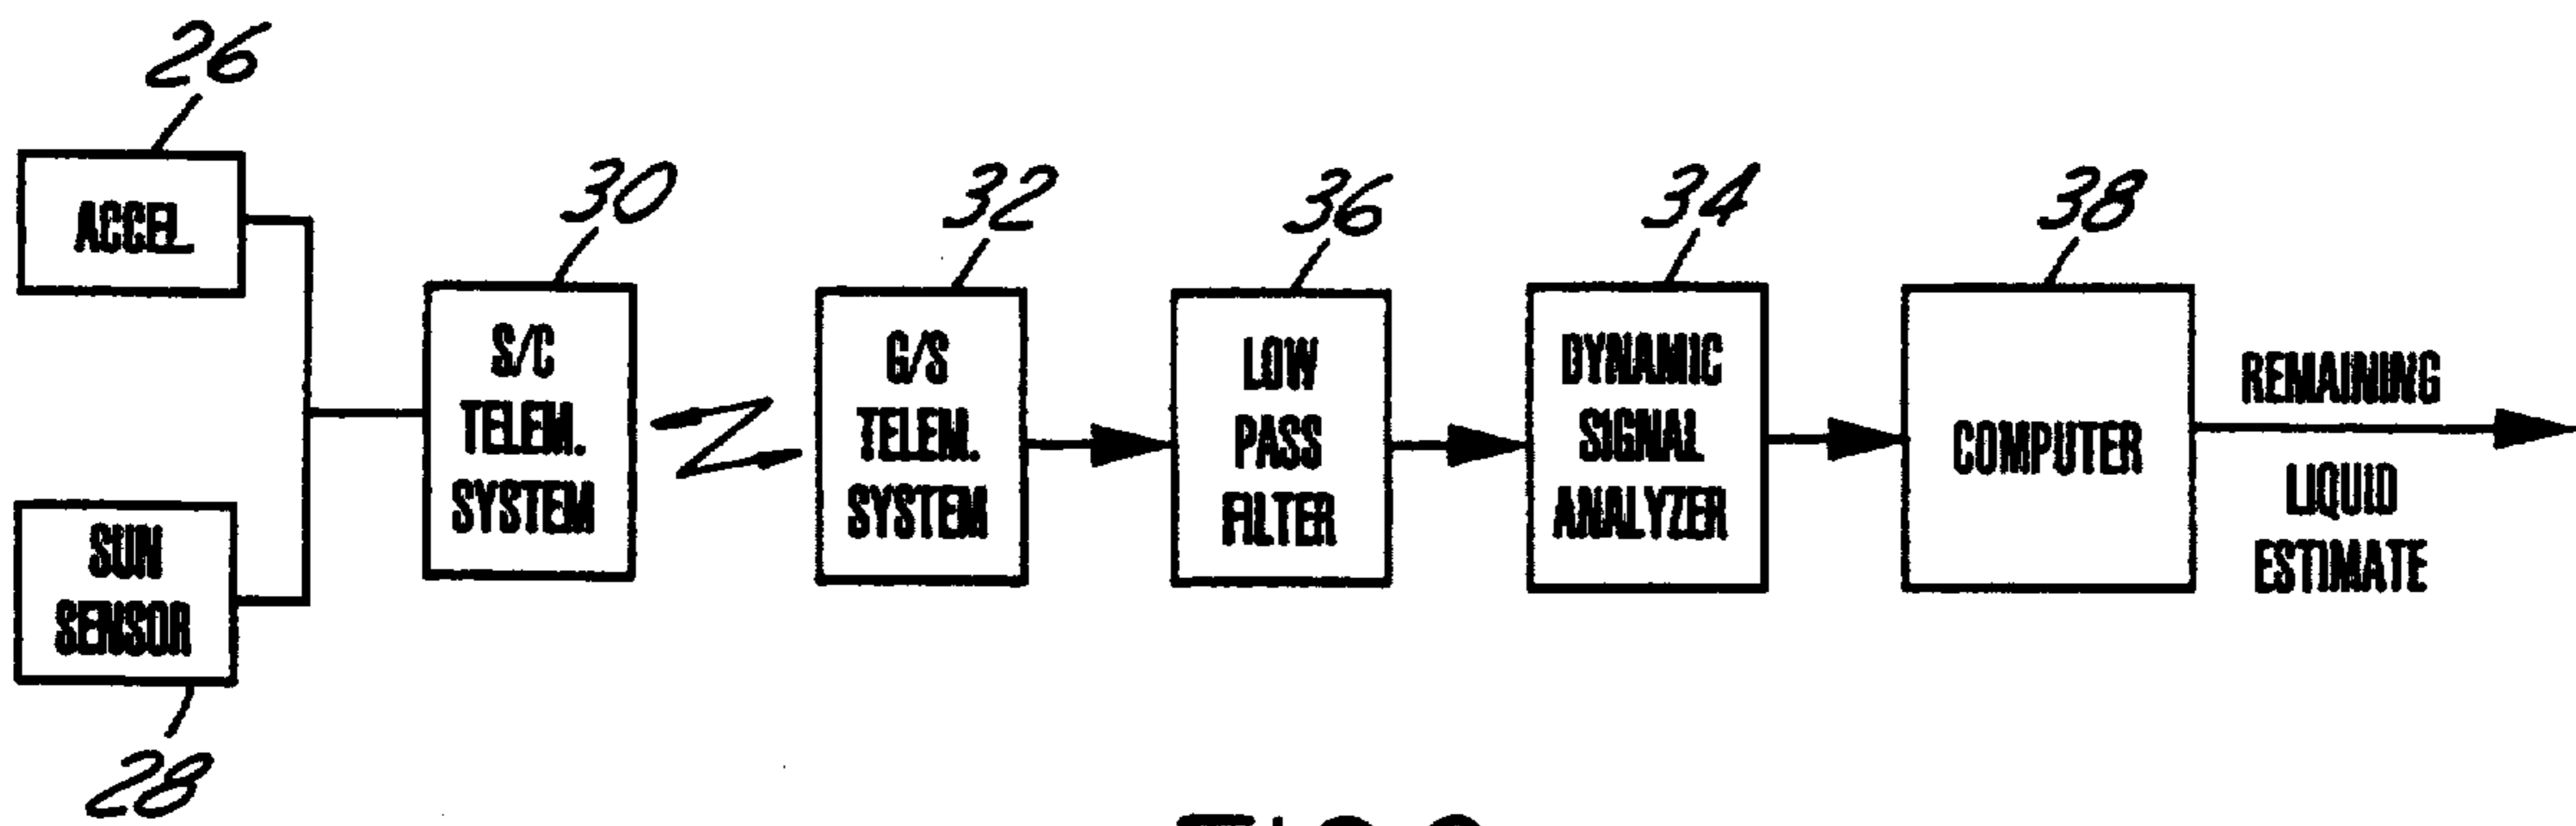 26
ACCEL.
30
S/C
TELEM.
SYSTEM
32
G/S
TELEM.
SYSTEM
36
LOW
PASS
FILTER
34
DYNAMIC
SIGNAL
ANALYZER
38
COMPUTER
REMAINING
LIQUID
ESTIMATE
SUN
SENSOR
28